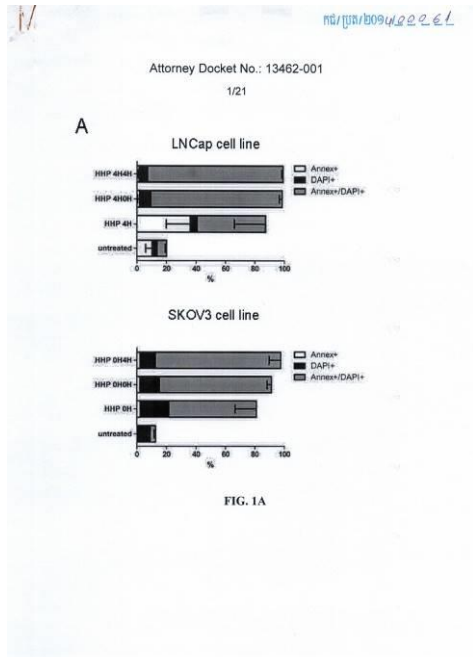 Attorney Docket No.: 13462-001
1/21
A
LNCap cell line
HHP 4H4H
HHP 4H0H
HHP 4H
untreated
Annex+
DAPI+
Annex+/DAPI+
0 20 40 60 80 100
%
SKOV3 cell line
HHP 0H4H
HHP 0H0H
HHP 0H
untreated
Annex+
DAPI+
Annex+/DAPI+
0 20 40 60 80 100
%
FIG. 1A